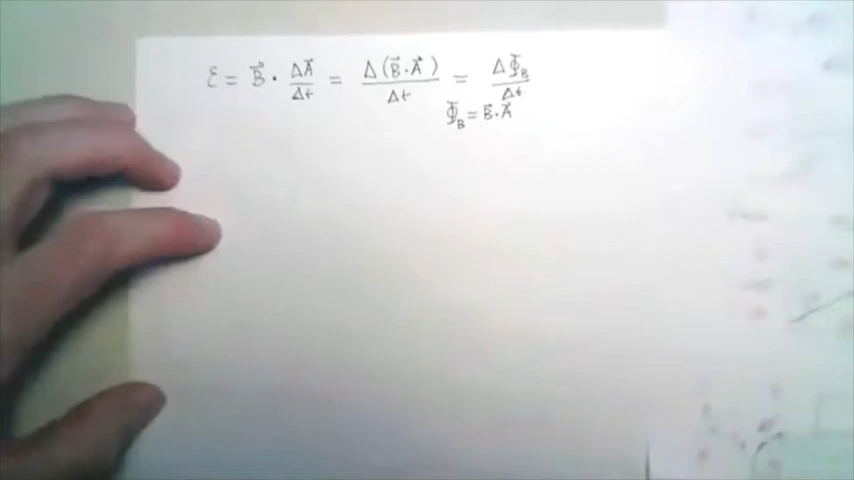 ℰ = B⃗ · ΔA⃗/Δt = Δ(B⃗·A⃗)/Δt = ΔΦ_B/Δt
Φ_B = B⃗·A⃗